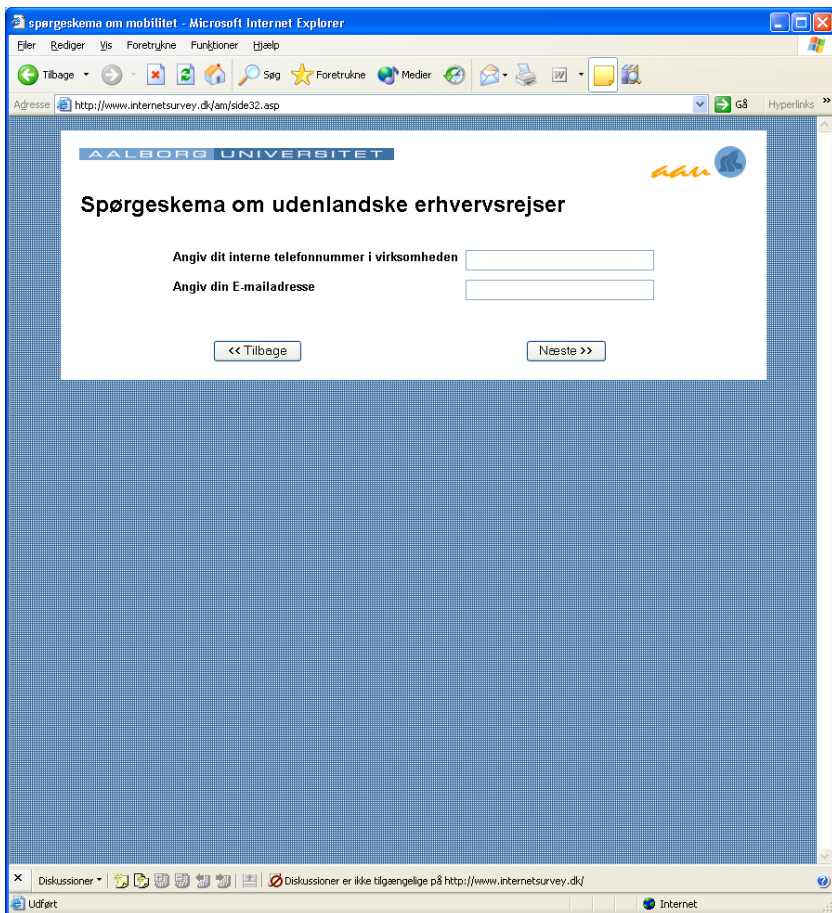 spørgeskema om mobilitet - Microsoft Internet Explorer
Filer Rediger Vis Foretrukne Funktioner Hjælp
Tilbage Søg Foretrukne Medier
Adresse http://www.internetsurvey.dk/am/side32.asp Gå Hyperlinks »
AALBORG UNIVERSITET
aau
Spørgeskema om udenlandske erhvervsrejser
Angiv dit interne telefonnummer i virksomheden
Angiv din E-mailadresse
<< Tilbage Næste >>
Diskussioner Diskussioner er ikke tilgængelige på http://www.internetsurvey.dk/
Udført Internet